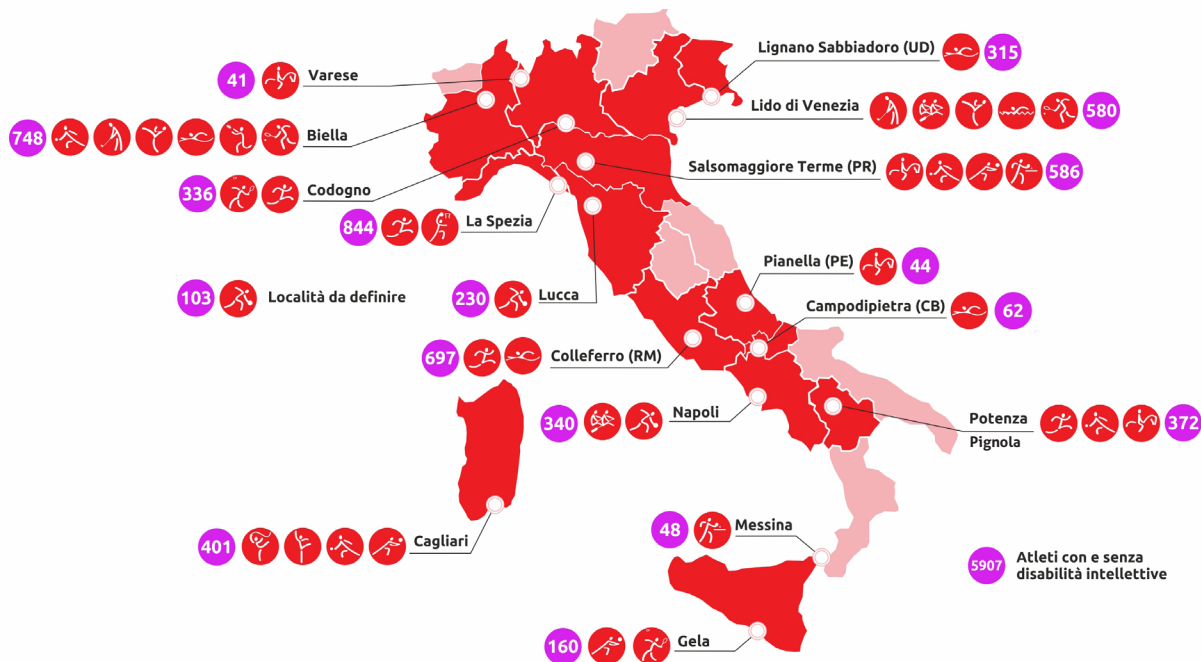 Lignano Sabbiadoro (UD) 315
41 Varese
Lido di Venezia 580
748 Biella
Salsomaggiore Terme (PR) 586
336 Codogno
844 La Spezia
Pianella (PE) 44
103 Località da definire
230 Lucca
Campodipietra (CB) 62
697 Colleferro (RM)
340 Napoli
Potenza 372
Pignola
401 Cagliari
48 Messina
5907 Atleti con e senza
disabilità intellettive
160 Gela